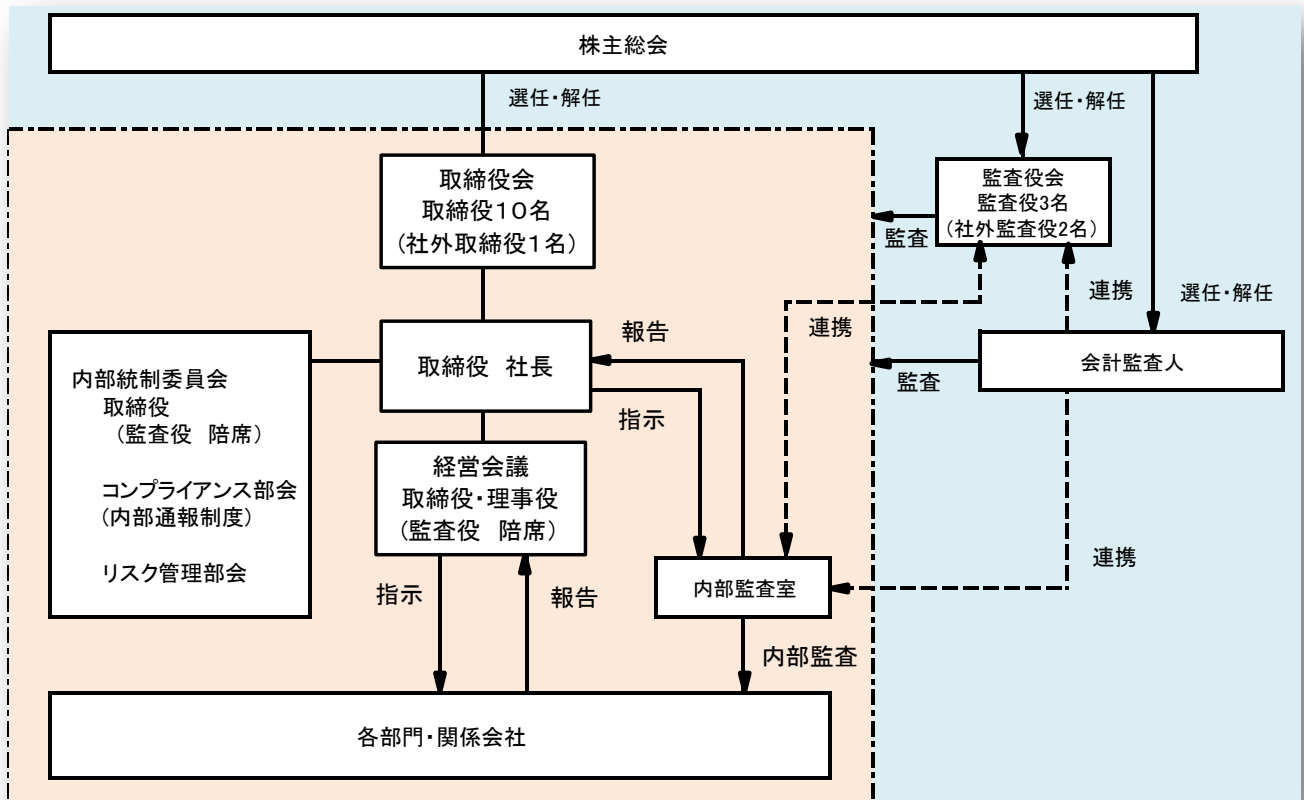 株主総会
選任・解任
選任・解任
取締役会
取締役10名
(社外取締役1名)
監査役会
監査役3名
(社外監査役2名)
監査
連携
選任・解任
連携
報告
取締役 社長
会計監査人
監査
指示
内部統制委員会
取締役
(監査役 陪席)
コンプライアンス部会
(内部通報制度)
リスク管理部会
経営会議
取締役・理事役
(監査役 陪席)
連携
内部監査室
指示
報告
内部監査
各部門・関係会社